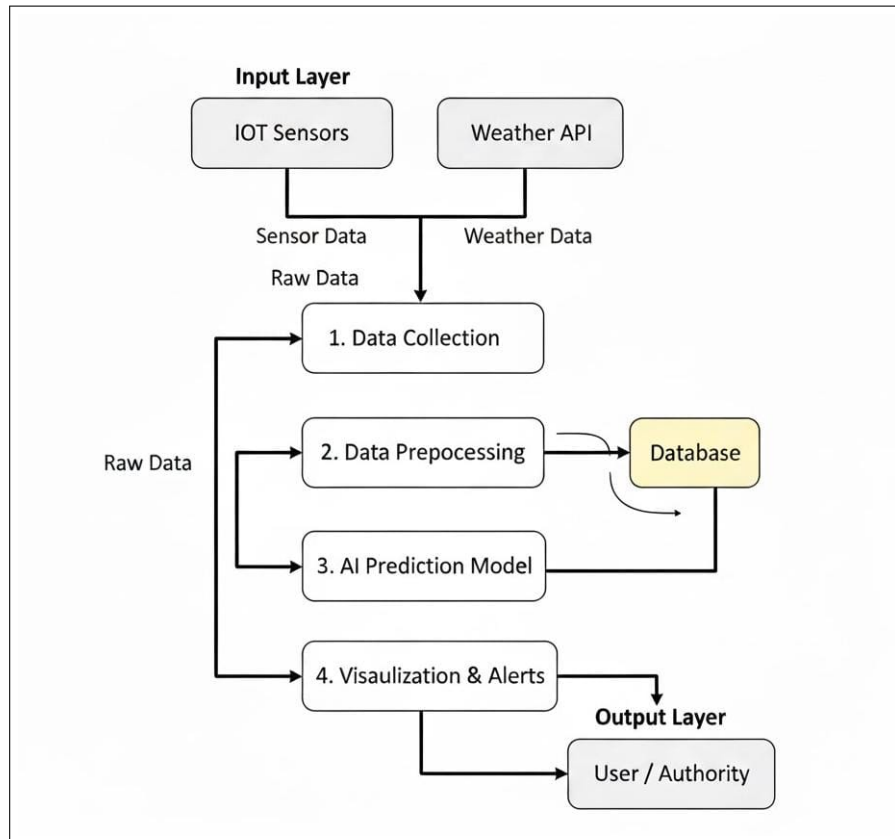 Input Layer
IOT Sensors
Weather API
Sensor Data
Weather Data
Raw Data
1. Data Collection
Raw Data
2. Data Prepocessing
Database
3. AI Prediction Model
4. Visaulization & Alerts
Output Layer
User / Authority